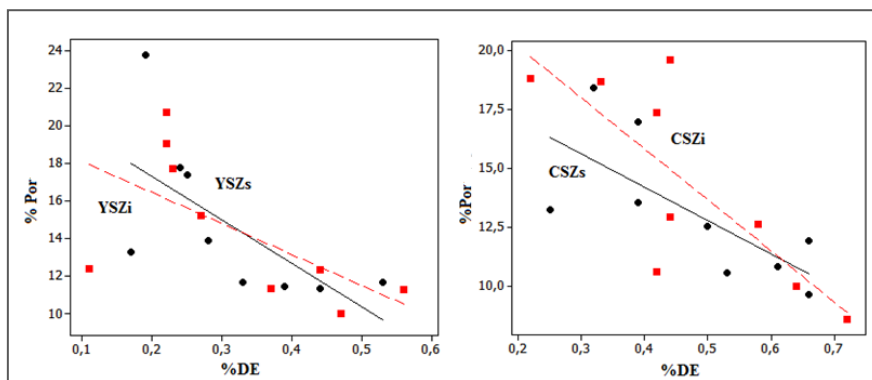 24
22
20
18
16
14
12
10
% Por
YSZs
YSZi
0,1 0,2 0,3 0,4 0,5 0,6
%DE
20,0
17,5
15,0
12,5
10,0
%Por
CSZi
CSZs
0,2 0,3 0,4 0,5 0,6 0,7
%DE